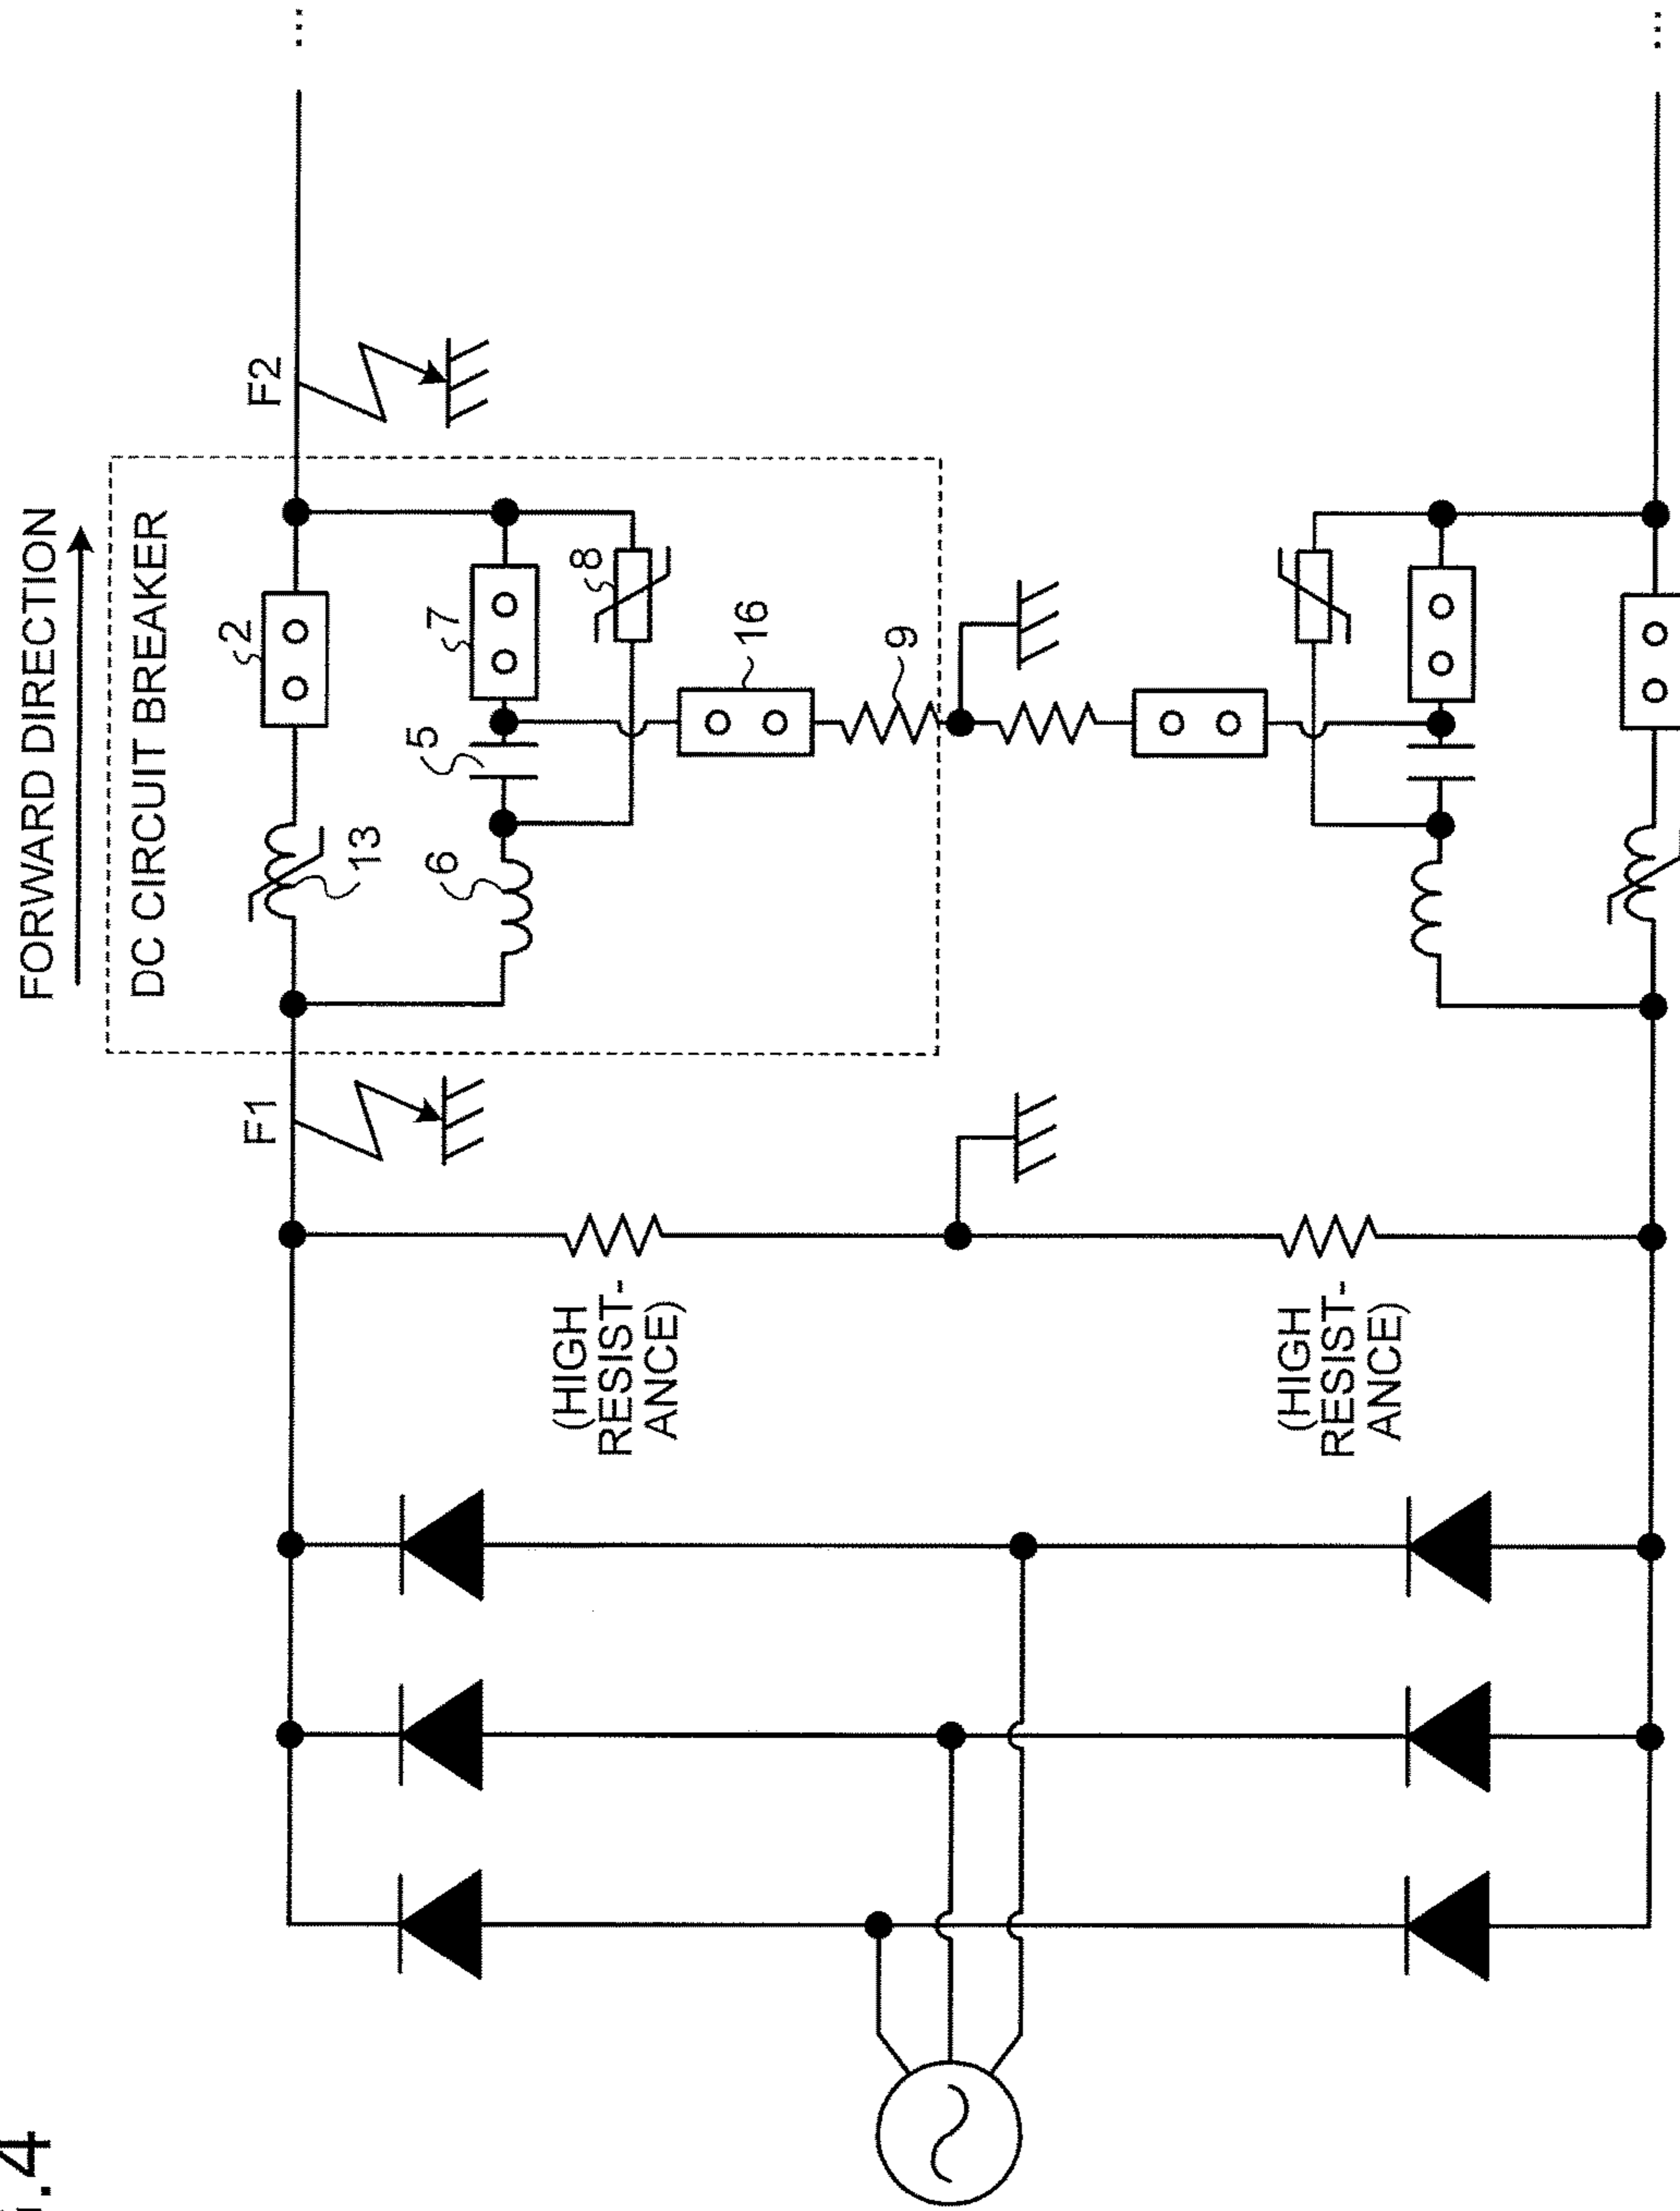 .4
FORWARD DIRECTION
DC CIRCUIT BREAKER
F1
F2
2
13
5
6
7
8
16
9
(HIGH
RESIST-
ANCE)
(HIGH
RESIST-
ANCE)
...
...